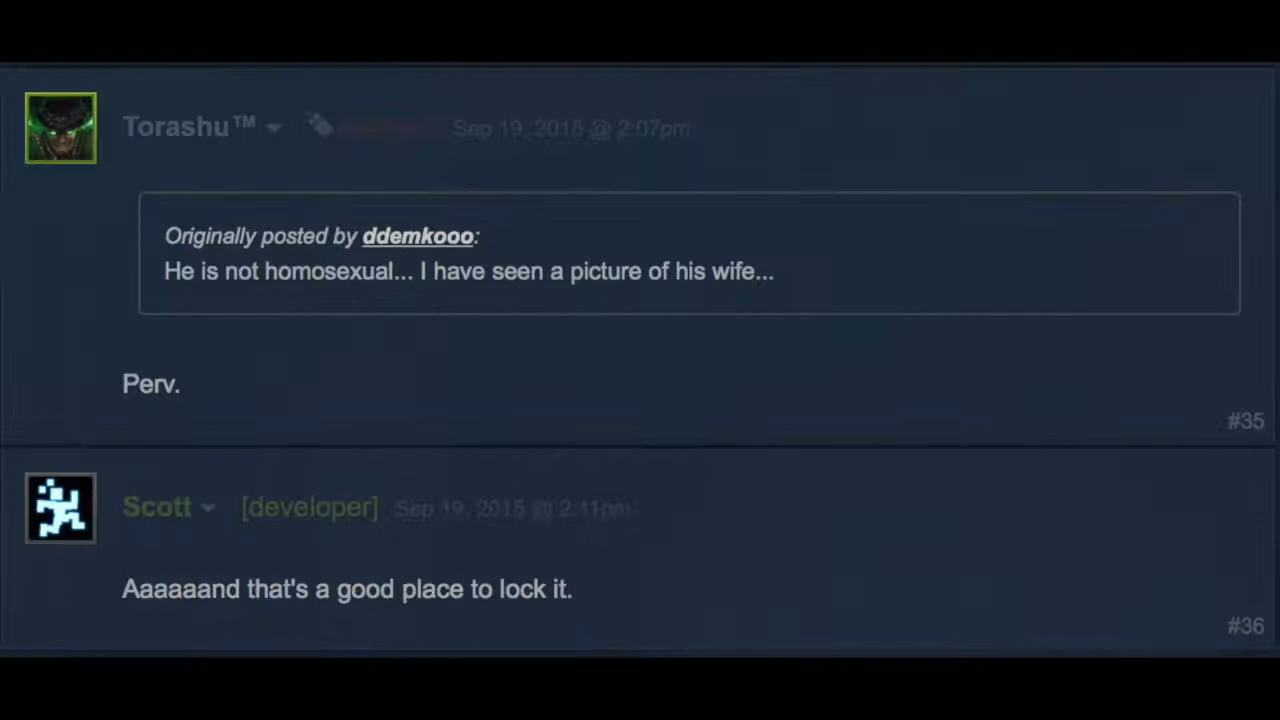 Torashu™ Sep 19, 2015 @ 2:07pm
Originally posted by ddemkooo:
He is not homosexual... I have seen a picture of his wife...
Perv.
#35
Scott [developer] Sep 19, 2015 @ 2:11pm
Aaaaaand that's a good place to lock it.
#36